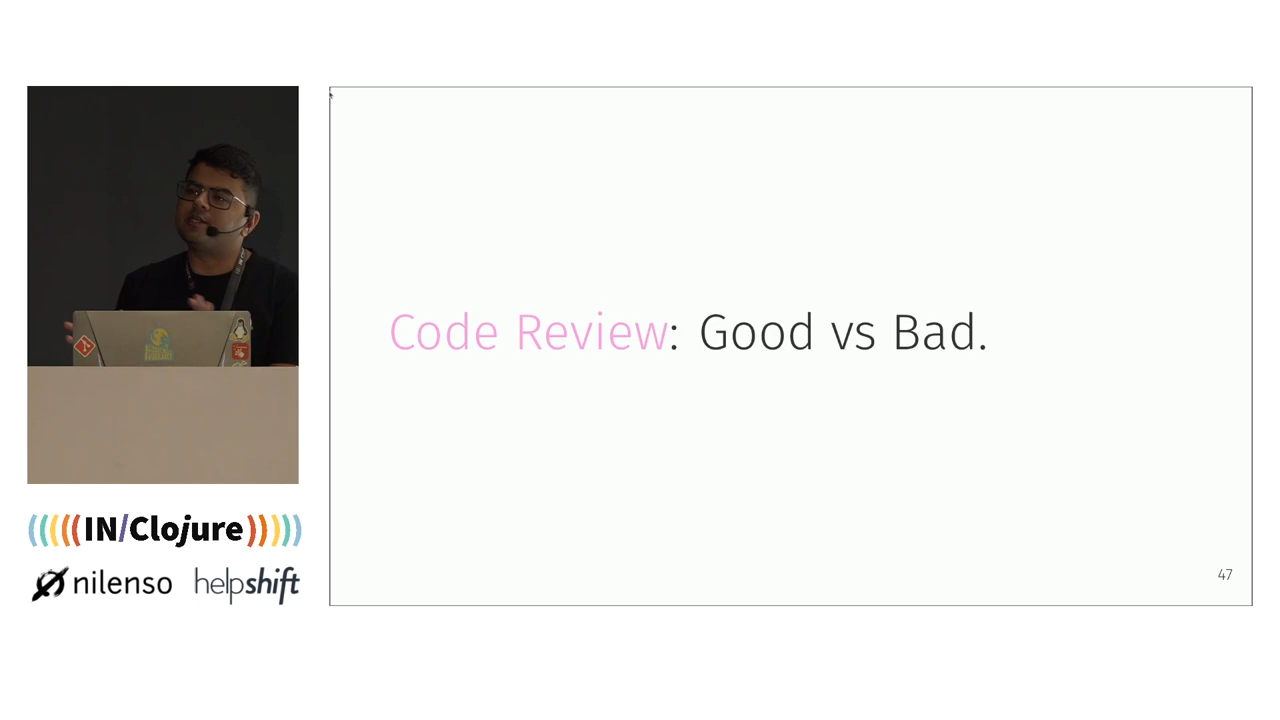 Code Review: Good vs Bad.
47
(((((IN/Clojure)))))
nilenso
helpshift